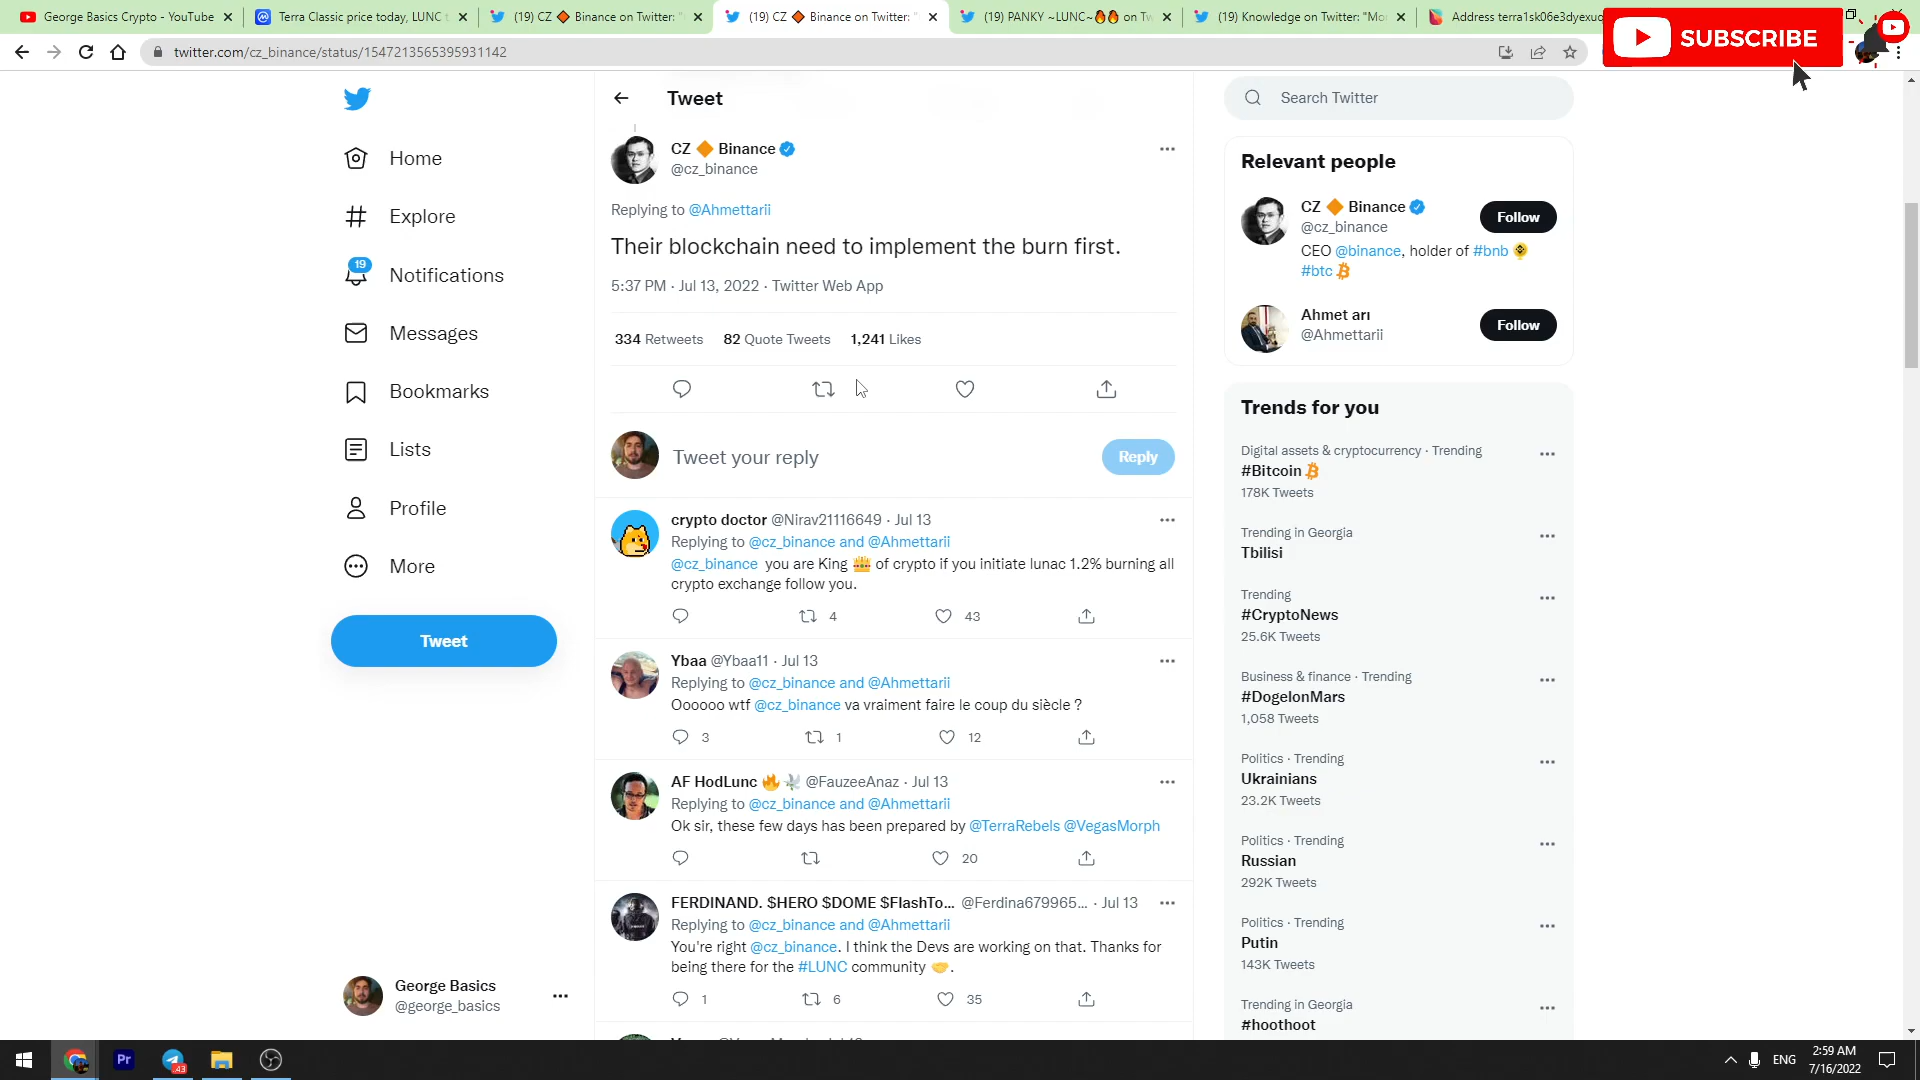 George Basics Crypto - YouTube
Terra Classic price today, LUNC t
(19) CZ 🔶 Binance on Twitter: "
(19) CZ 🔶 Binance on Twitter: "
(19) PANKY ~LUNC~🔥🔥 on Tw
(19) Knowledge on Twitter: "Mo
Address terra1sk06e3dyexuo
SUBSCRIBE
twitter.com/cz_binance/status/1547213565395931142
Home
Explore
19
Notifications
Messages
Bookmarks
Lists
Profile
More
Tweet
George Basics
@george_basics
Tweet
CZ 🔶 Binance
@cz_binance
Replying to @Ahmettarii
Their blockchain need to implement the burn first.
5:37 PM · Jul 13, 2022 · Twitter Web App
334 Retweets 82 Quote Tweets 1,241 Likes
Tweet your reply
Reply
crypto doctor @Nirav21116649 · Jul 13
Replying to @cz_binance and @Ahmettarii
@cz_binance you are King 👑 of crypto if you initiate lunac 1.2% burning all
crypto exchange follow you.
4 43
Ybaa @Ybaa11 · Jul 13
Replying to @cz_binance and @Ahmettarii
Oooooo wtf @cz_binance va vraiment faire le coup du siècle ?
3 1 12
AF HodLunc 🔥🕊 @FauzeeAnaz · Jul 13
Replying to @cz_binance and @Ahmettarii
Ok sir, these few days has been prepared by @TerraRebels @VegasMorph
20
FERDINAND. $HERO $DOME $FlashTo... @Ferdina679965... · Jul 13
Replying to @cz_binance and @Ahmettarii
You're right @cz_binance. I think the Devs are working on that. Thanks for
being there for the #LUNC community 🤝.
1 6 35
Search Twitter
Relevant people
CZ 🔶 Binance
@cz_binance
Follow
CEO @binance, holder of #bnb
#btc
Ahmet arı
@Ahmettarii
Follow
Trends for you
Digital assets & cryptocurrency · Trending
#Bitcoin
178K Tweets
Trending in Georgia
Tbilisi
Trending
#CryptoNews
25.6K Tweets
Business & finance · Trending
#DogelonMars
1,058 Tweets
Politics · Trending
Ukrainians
23.2K Tweets
Politics · Trending
Russian
292K Tweets
Politics · Trending
Putin
143K Tweets
Trending in Georgia
#hoothoot
Pr
43
ENG
2:59 AM
7/16/2022